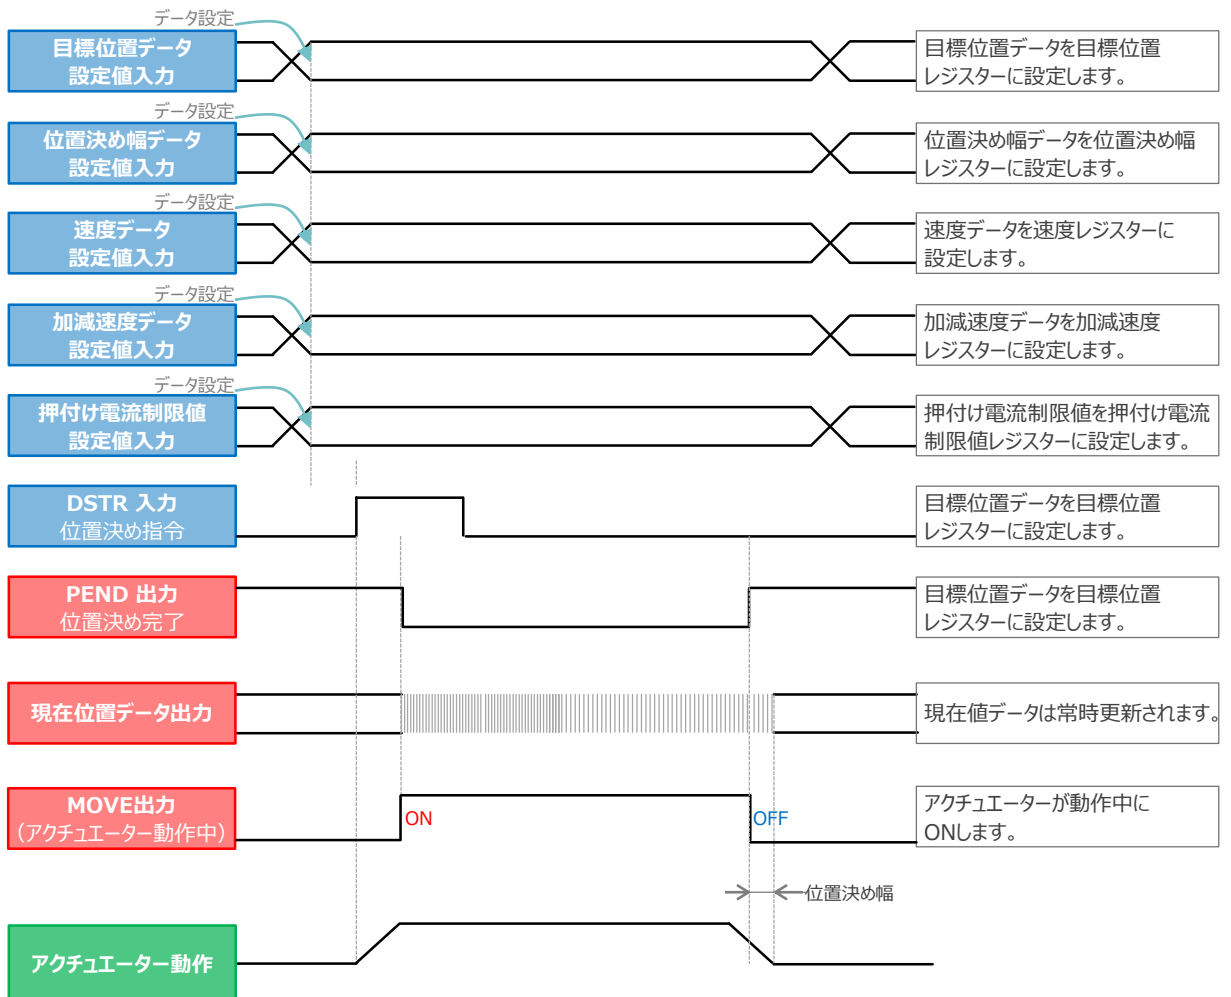 データ設定
目標位置データ
設定値入力
目標位置データを目標位置
レジスターに設定します。
データ設定
位置決め幅データ
設定値入力
位置決め幅データを位置決め幅
レジスターに設定します。
データ設定
速度データ
設定値入力
速度データを速度レジスターに
設定します。
データ設定
加減速度データ
設定値入力
加減速度データを加減速度
レジスターに設定します。
データ設定
押付け電流制限値
設定値入力
押付け電流制限値を押付け電流
制限値レジスターに設定します。
DSTR 入力
位置決め指令
目標位置データを目標位置
レジスターに設定します。
PEND 出力
位置決め完了
目標位置データを目標位置
レジスターに設定します。
現在位置データ出力
現在値データは常時更新されます。
MOVE出力
（アクチュエーター動作中）
ON
OFF
アクチュエーターが動作中に
ONします。
位置決め幅
アクチュエーター動作